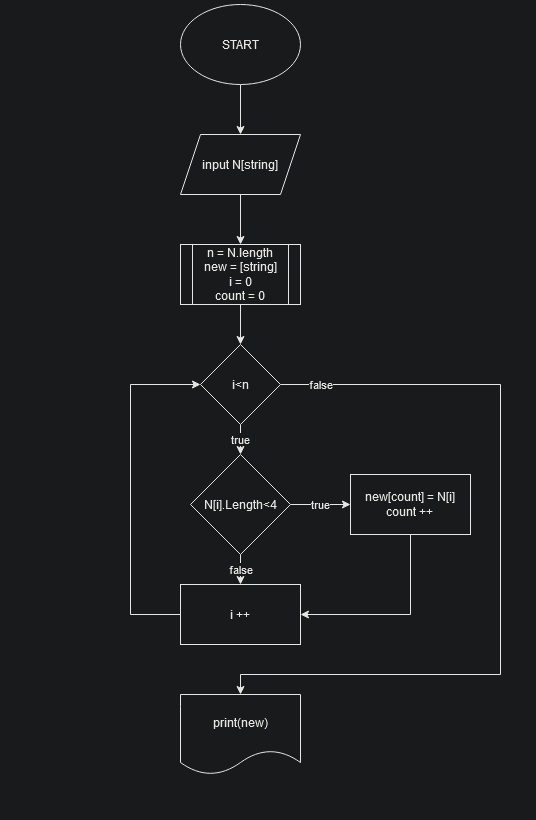 START
input N[string]
n = N.length
new = [string]
i = 0
count = 0
i<n
false
true
N[i].Length<4
true
new[count] = N[i]
count ++
false
i ++
print(new)